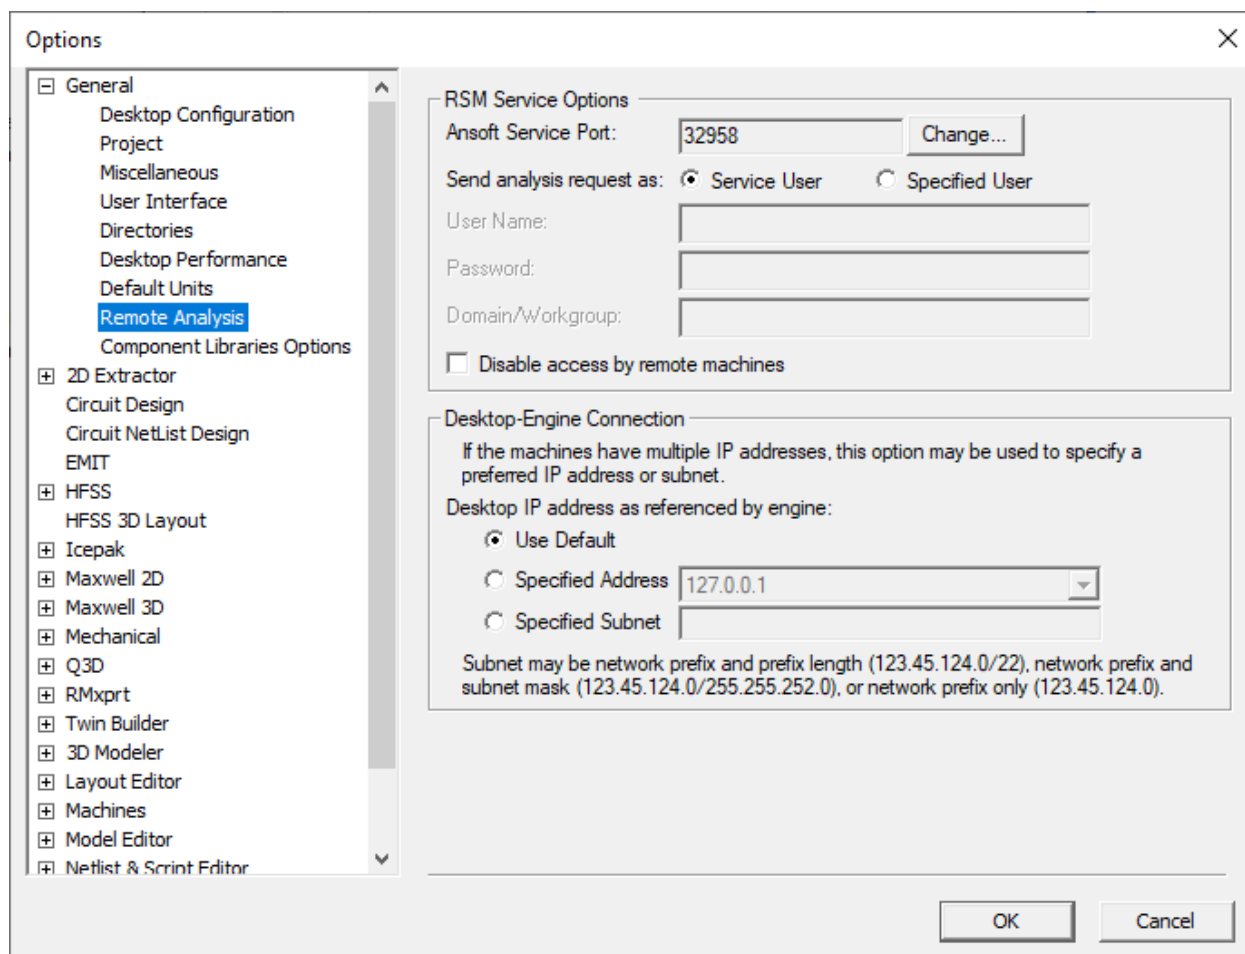 Options
General
Desktop Configuration
Project
Miscellaneous
User Interface
Directories
Desktop Performance
Default Units
Remote Analysis
Component Libraries Options
2D Extractor
Circuit Design
Circuit NetList Design
EMIT
HFSS
HFSS 3D Layout
Icepak
Maxwell 2D
Maxwell 3D
Mechanical
Q3D
RMxprt
Twin Builder
3D Modeler
Layout Editor
Machines
Model Editor
Netlist & Script Editor
RSM Service Options
Ansoft Service Port: 32958 Change...
Send analysis request as: Service User Specified User
User Name:
Password:
Domain/Workgroup:
Disable access by remote machines
Desktop-Engine Connection
If the machines have multiple IP addresses, this option may be used to specify a
preferred IP address or subnet.
Desktop IP address as referenced by engine:
Use Default
Specified Address 127.0.0.1
Specified Subnet
Subnet may be network prefix and prefix length (123.45.124.0/22), network prefix and
subnet mask (123.45.124.0/255.255.252.0), or network prefix only (123.45.124.0).
OK Cancel